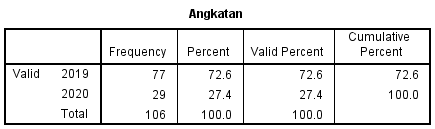 Angkatan
Cumulative
Frequency Percent Valid Percent Percent
Valid 2019 77 72.6 72.6 72.6
2020 29 27.4 27.4 100.0
Total 106 100.0 100.0